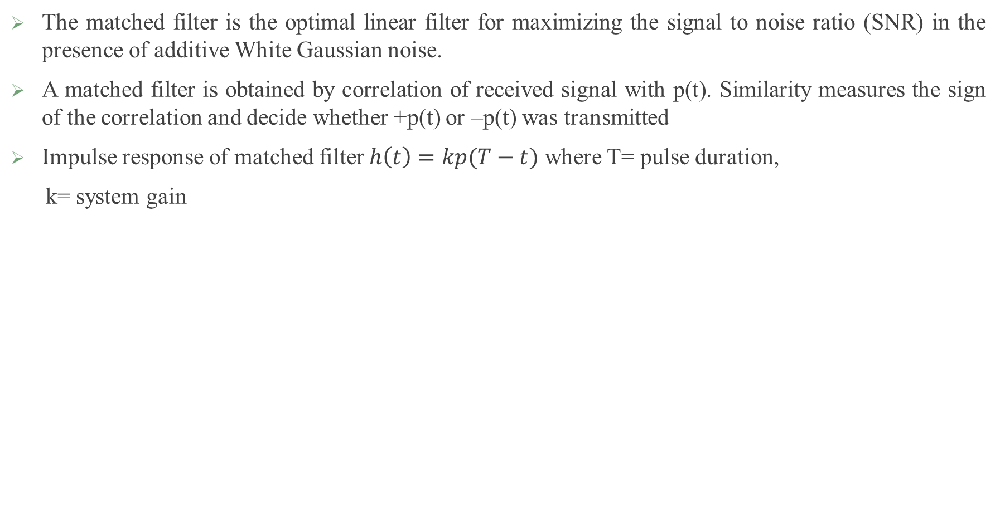 ➢ The matched filter is the optimal linear filter for maximizing the signal to noise ratio (SNR) in the
presence of additive White Gaussian noise.
➢ A matched filter is obtained by correlation of received signal with p(t). Similarity measures the sign
of the correlation and decide whether +p(t) or –p(t) was transmitted
➢ Impulse response of matched filter ℎ(𝑡) = 𝑘𝑝(𝑇 − 𝑡) where T= pulse duration,
k= system gain